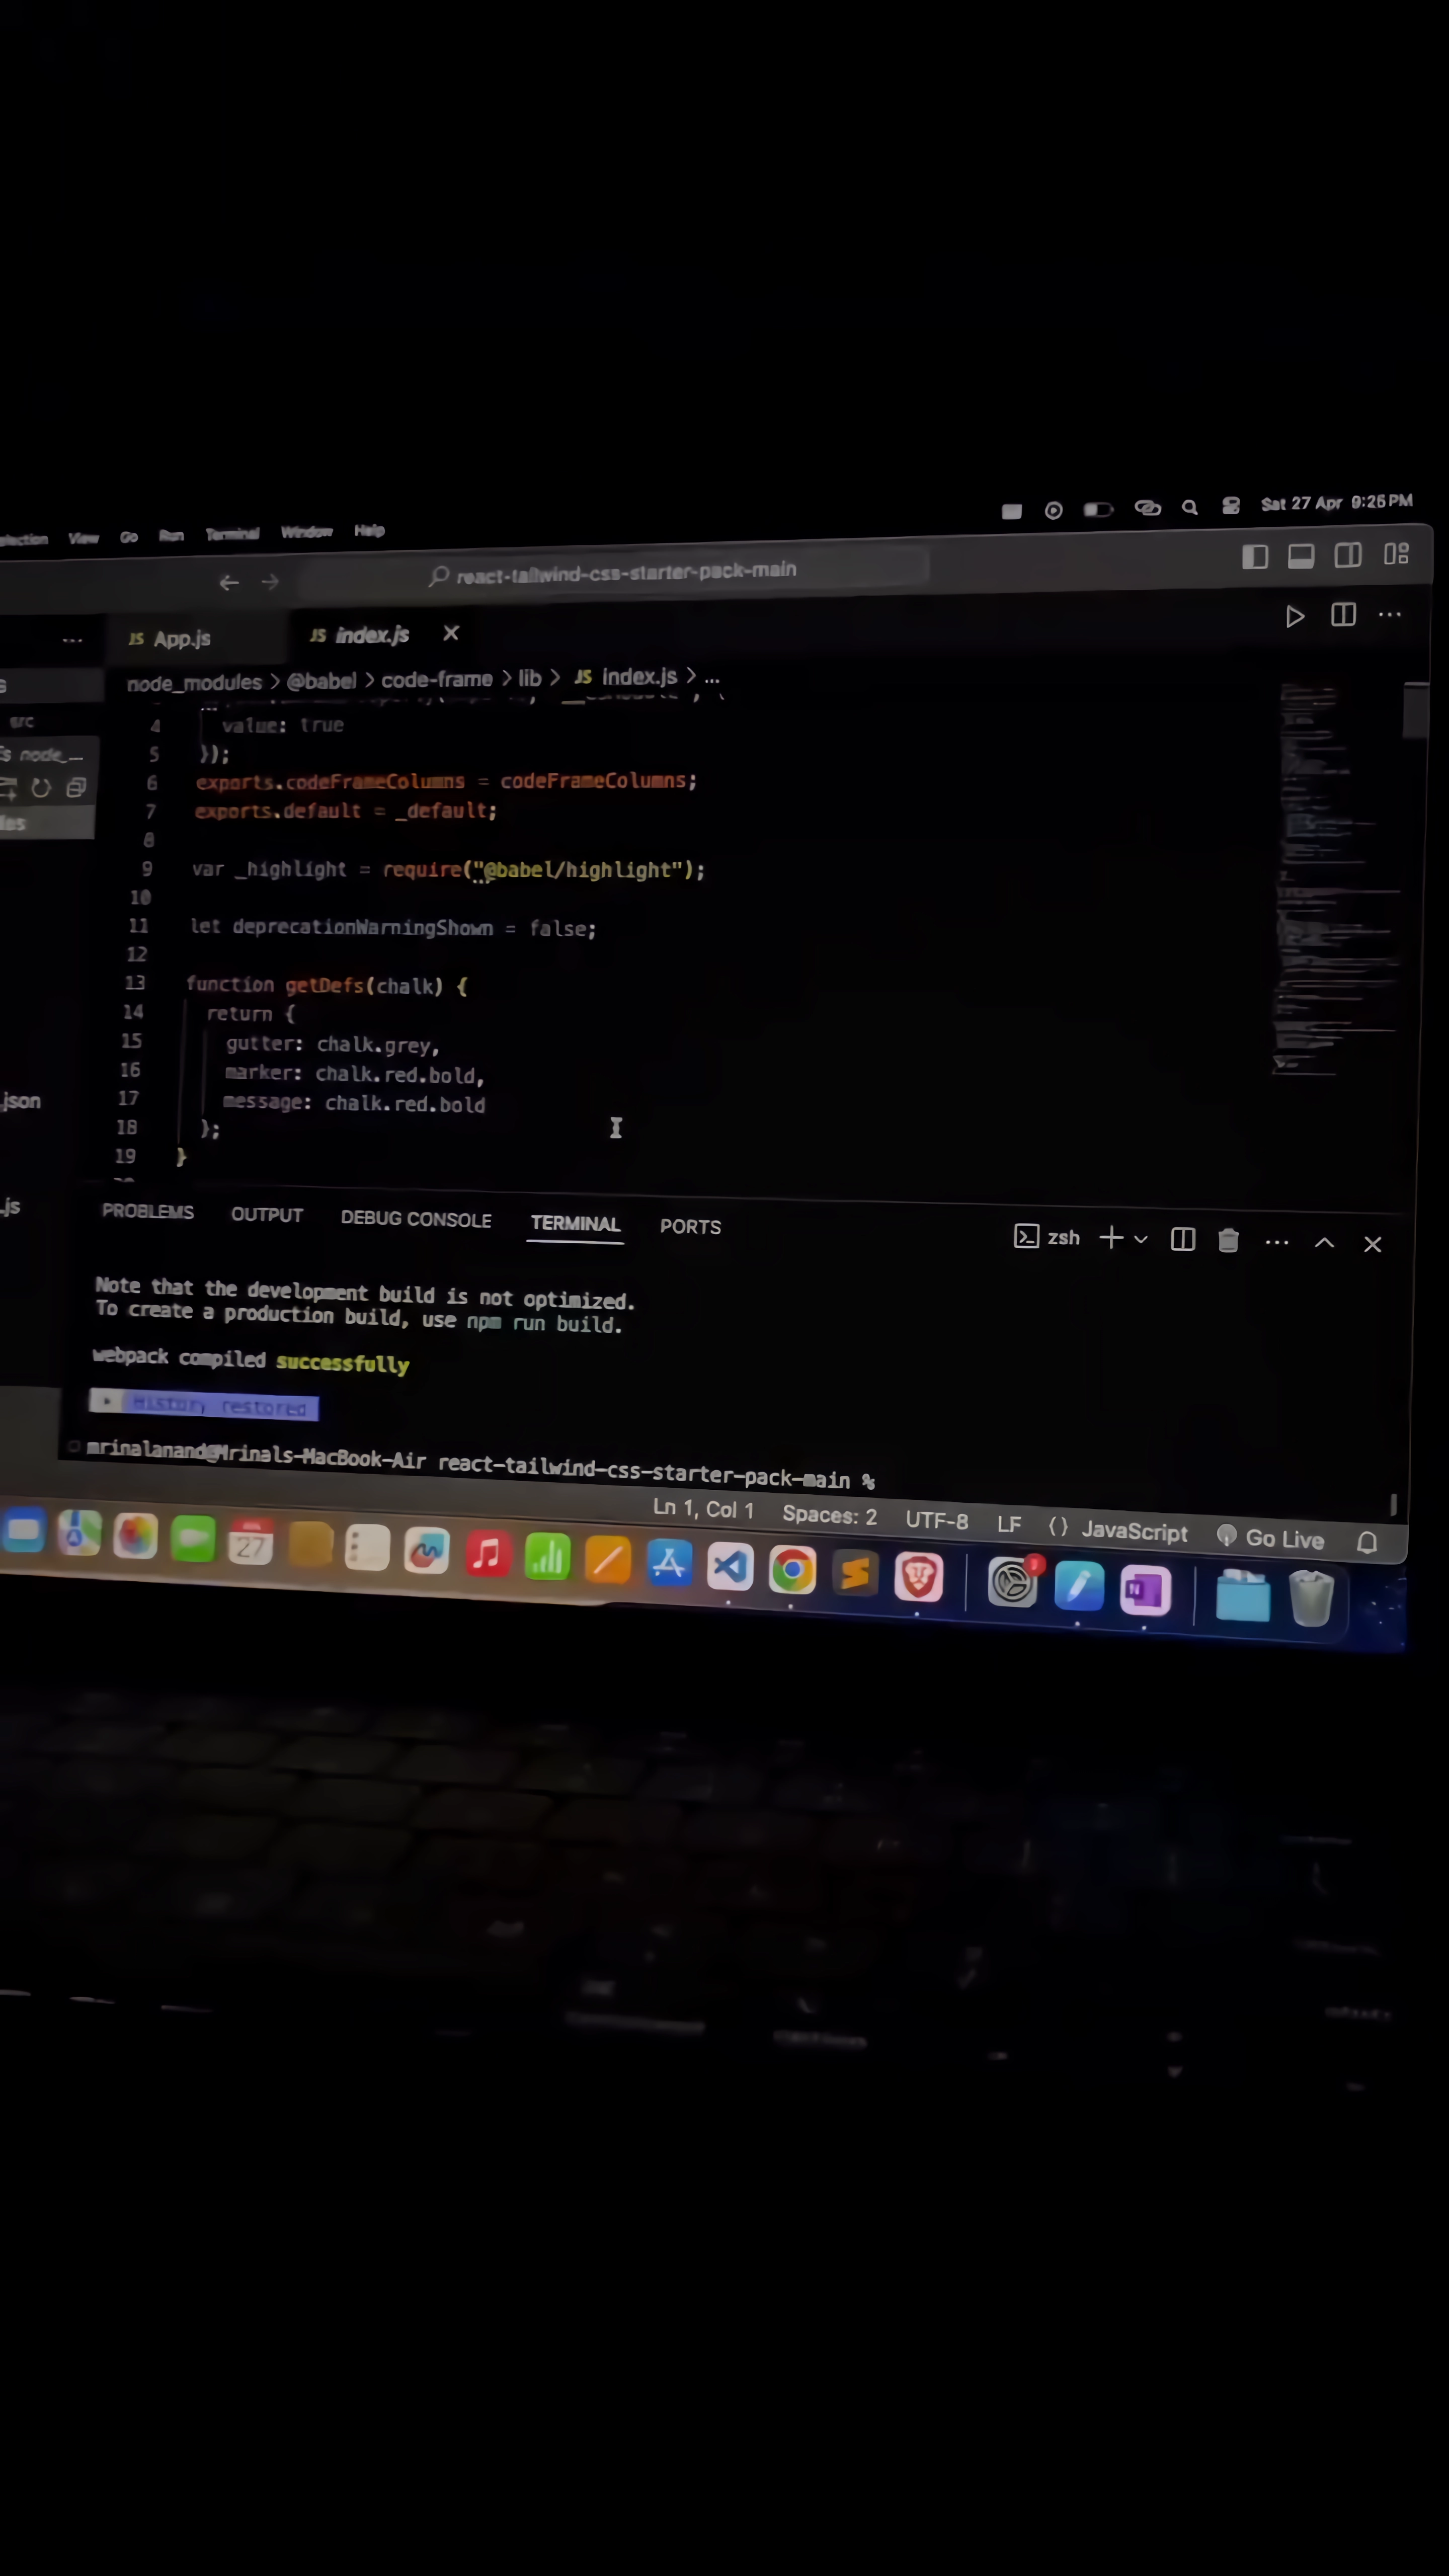 View Go Run Terminal Window Help
Sat 27 Apr 9:26 PM
react-tailwind-css-starter-pack-main
JS App.js
JS index.js
node_modules > @babel > code-frame > lib > JS index.js > ...
src
node_...
.json
.js
4 value: true
5 });
6 exports.codeFrameColumns = codeFrameColumns;
7 exports.default = _default;
8
9 var _highlight = require("@babel/highlight");
10
11 let deprecationWarningShown = false;
12
13 function getDefs(chalk) {
14 return {
15 gutter: chalk.grey,
16 marker: chalk.red.bold,
17 message: chalk.red.bold
18 };
19 }
PROBLEMS OUTPUT DEBUG CONSOLE TERMINAL PORTS
zsh
Note that the development build is not optimized.
To create a production build, use npm run build.
webpack compiled successfully
History restored
mrinalanand@Mrinals-MacBook-Air react-tailwind-css-starter-pack-main %
Ln 1, Col 1 Spaces: 2 UTF-8 LF {} JavaScript Go Live
27